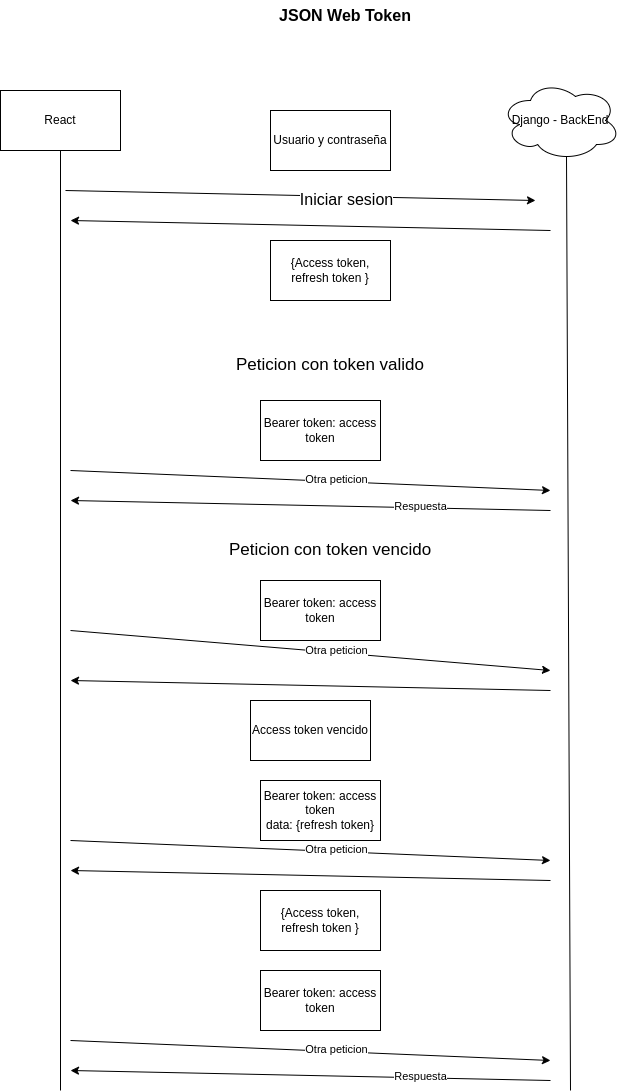 JSON Web Token
React
Django - BackEnd
Usuario y contraseña
Iniciar sesion
{Access token,
refresh token }
Peticion con token valido
Bearer token: access
token
Otra peticion
Respuesta
Peticion con token vencido
Bearer token: access
token
Otra peticion
Access token vencido
Bearer token: access
token
data: {refresh token}
Otra peticion
{Access token,
refresh token }
Bearer token: access
token
Otra peticion
Respuesta